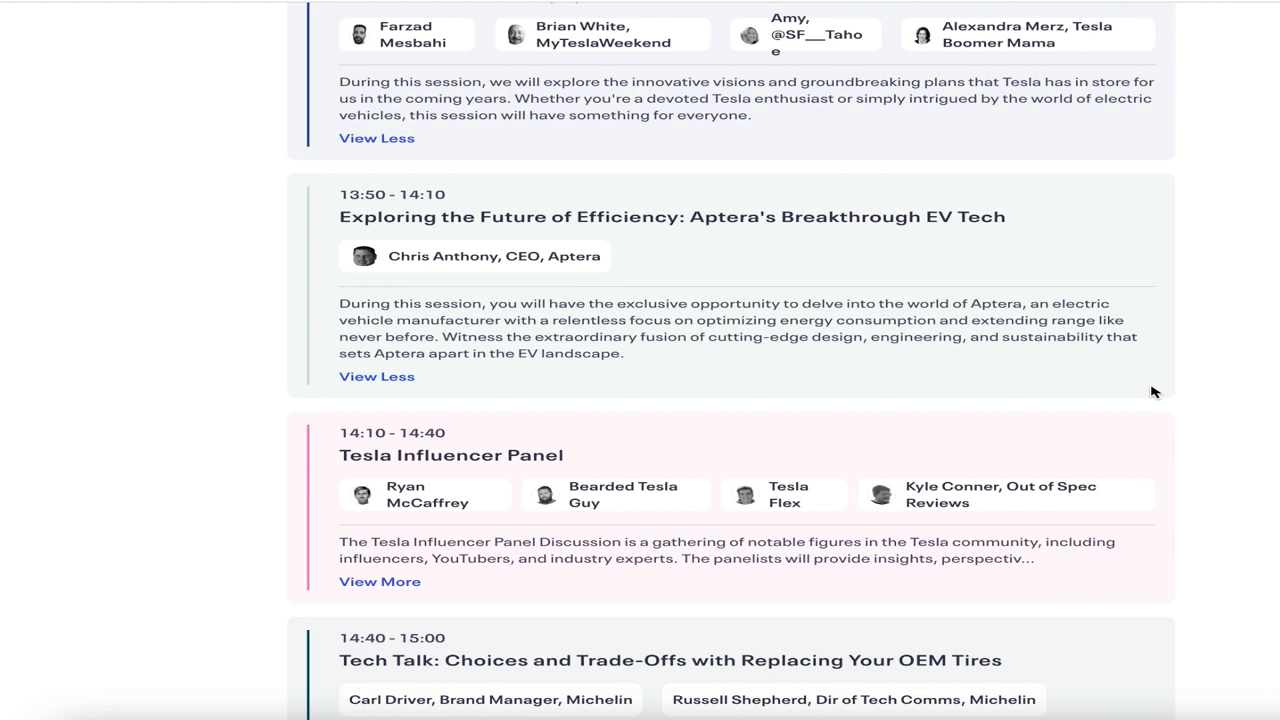 Farzad
Mesbahi
Brian White,
MyTeslaWeekend
Amy,
@SF___Taho
e
Alexandra Merz, Tesla
Boomer Mama
During this session, we will explore the innovative visions and groundbreaking plans that Tesla has in store for
us in the coming years. Whether you're a devoted Tesla enthusiast or simply intrigued by the world of electric
vehicles, this session will have something for everyone.
View Less
13:50 - 14:10
Exploring the Future of Efficiency: Aptera's Breakthrough EV Tech
Chris Anthony, CEO, Aptera
During this session, you will have the exclusive opportunity to delve into the world of Aptera, an electric
vehicle manufacturer with a relentless focus on optimizing energy consumption and extending range like
never before. Witness the extraordinary fusion of cutting-edge design, engineering, and sustainability that
sets Aptera apart in the EV landscape.
View Less
14:10 - 14:40
Tesla Influencer Panel
Ryan
McCaffrey
Bearded Tesla
Guy
Tesla
Flex
Kyle Conner, Out of Spec
Reviews
The Tesla Influencer Panel Discussion is a gathering of notable figures in the Tesla community, including
influencers, YouTubers, and industry experts. The panelists will provide insights, perspectiv...
View More
14:40 - 15:00
Tech Talk: Choices and Trade-Offs with Replacing Your OEM Tires
Carl Driver, Brand Manager, Michelin
Russell Shepherd, Dir of Tech Comms, Michelin